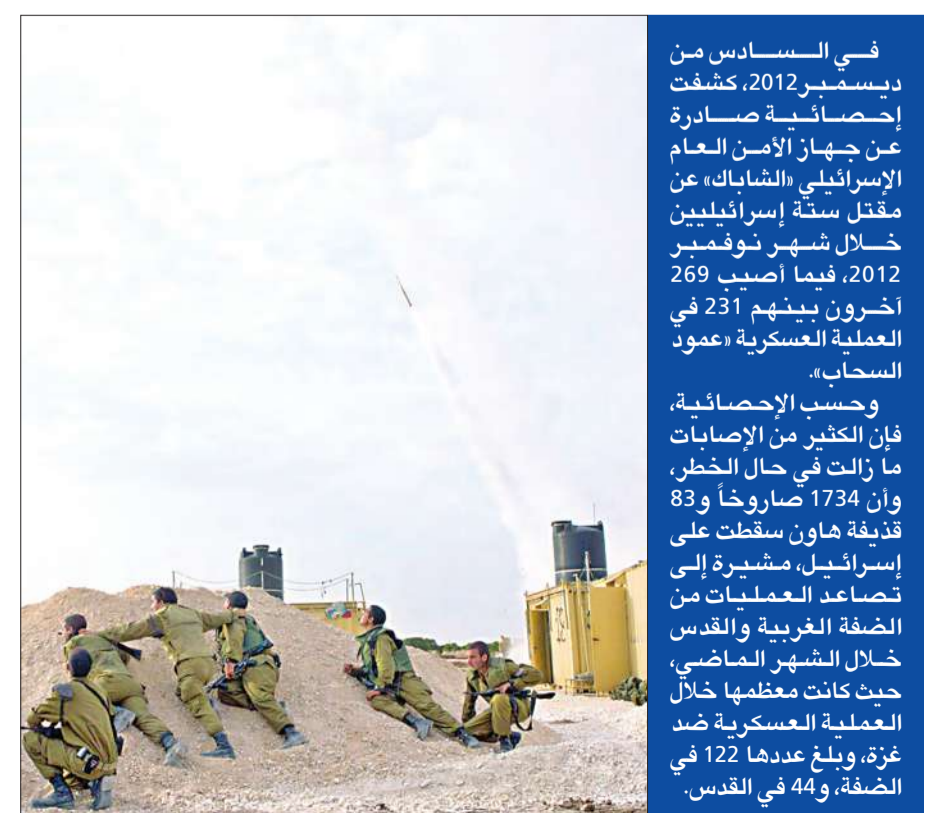 في السادس من
ديسمبر2012، كشفت
إحصائية صادرة
عن جهاز الأمن العام
الإسرائيلي «الشاباك» عن
مقتل ستة إسرائيليين
خلال شهر نوفمبر
2012، فيما أصيب 269
آخرون بينهم 231 في
العملية العسكرية «عمود
السحاب».
وحسب الإحصائية،
فإن الكثير من الإصابات
ما زالت في حال الخطر،
وأن 1734 صاروخاً و83
قذيفة هاون سقطت على
إسرائيل، مشيرة إلى
تصاعد العمليات من
الضفة الغربية والقدس
خلال الشهر الماضي،
حيث كانت معظمها خلال
العملية العسكرية ضد
غزة، وبلغ عددها 122 في
الضفة، و44 في القدس.